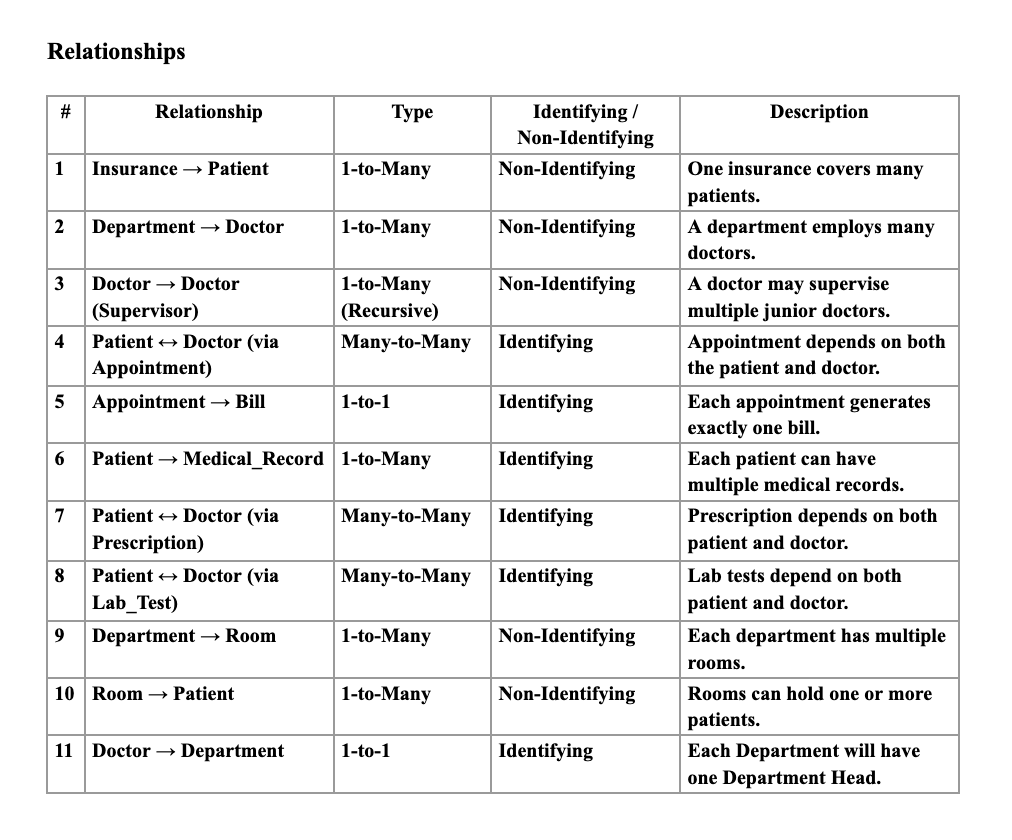 Relationships
# Relationship Type Identifying / Non-Identifying Description
1 Insurance → Patient 1-to-Many Non-Identifying One insurance covers many patients.
2 Department → Doctor 1-to-Many Non-Identifying A department employs many doctors.
3 Doctor → Doctor (Supervisor) 1-to-Many (Recursive) Non-Identifying A doctor may supervise multiple junior doctors.
4 Patient ↔ Doctor (via Appointment) Many-to-Many Identifying Appointment depends on both the patient and doctor.
5 Appointment → Bill 1-to-1 Identifying Each appointment generates exactly one bill.
6 Patient → Medical_Record 1-to-Many Identifying Each patient can have multiple medical records.
7 Patient ↔ Doctor (via Prescription) Many-to-Many Identifying Prescription depends on both patient and doctor.
8 Patient ↔ Doctor (via Lab_Test) Many-to-Many Identifying Lab tests depend on both patient and doctor.
9 Department → Room 1-to-Many Non-Identifying Each department has multiple rooms.
10 Room → Patient 1-to-Many Non-Identifying Rooms can hold one or more patients.
11 Doctor → Department 1-to-1 Identifying Each Department will have one Department Head.